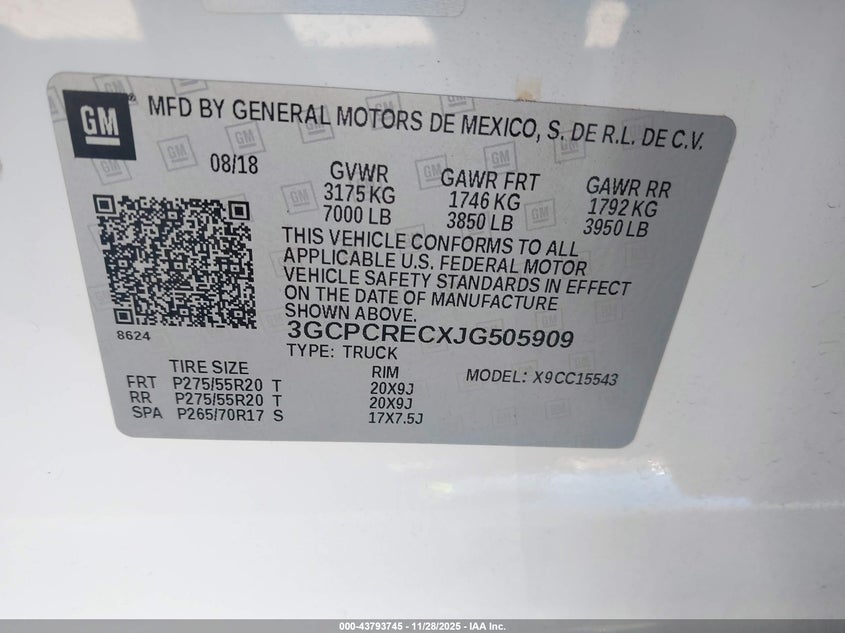 GM
MFD BY GENERAL MOTORS DE MEXICO, S. DE R.L. DE C.V.
08/18
GVWR
3175 KG
7000 LB
GAWR FRT
1746 KG
3850 LB
GAWR RR
1792 KG
3950 LB
THIS VEHICLE CONFORMS TO ALL
APPLICABLE U.S. FEDERAL MOTOR
VEHICLE SAFETY STANDARDS IN EFFECT
ON THE DATE OF MANUFACTURE
SHOWN ABOVE.
8624
3GCPCRECXJG505909
TYPE: TRUCK
MODEL: X9CC15543
TIRE SIZE RIM
FRT P275/55R20 T 20X9J
RR P275/55R20 T 20X9J
SPA P265/70R17 S 17X7.5J
000-43793745 - 11/28/2025 - IAA Inc.